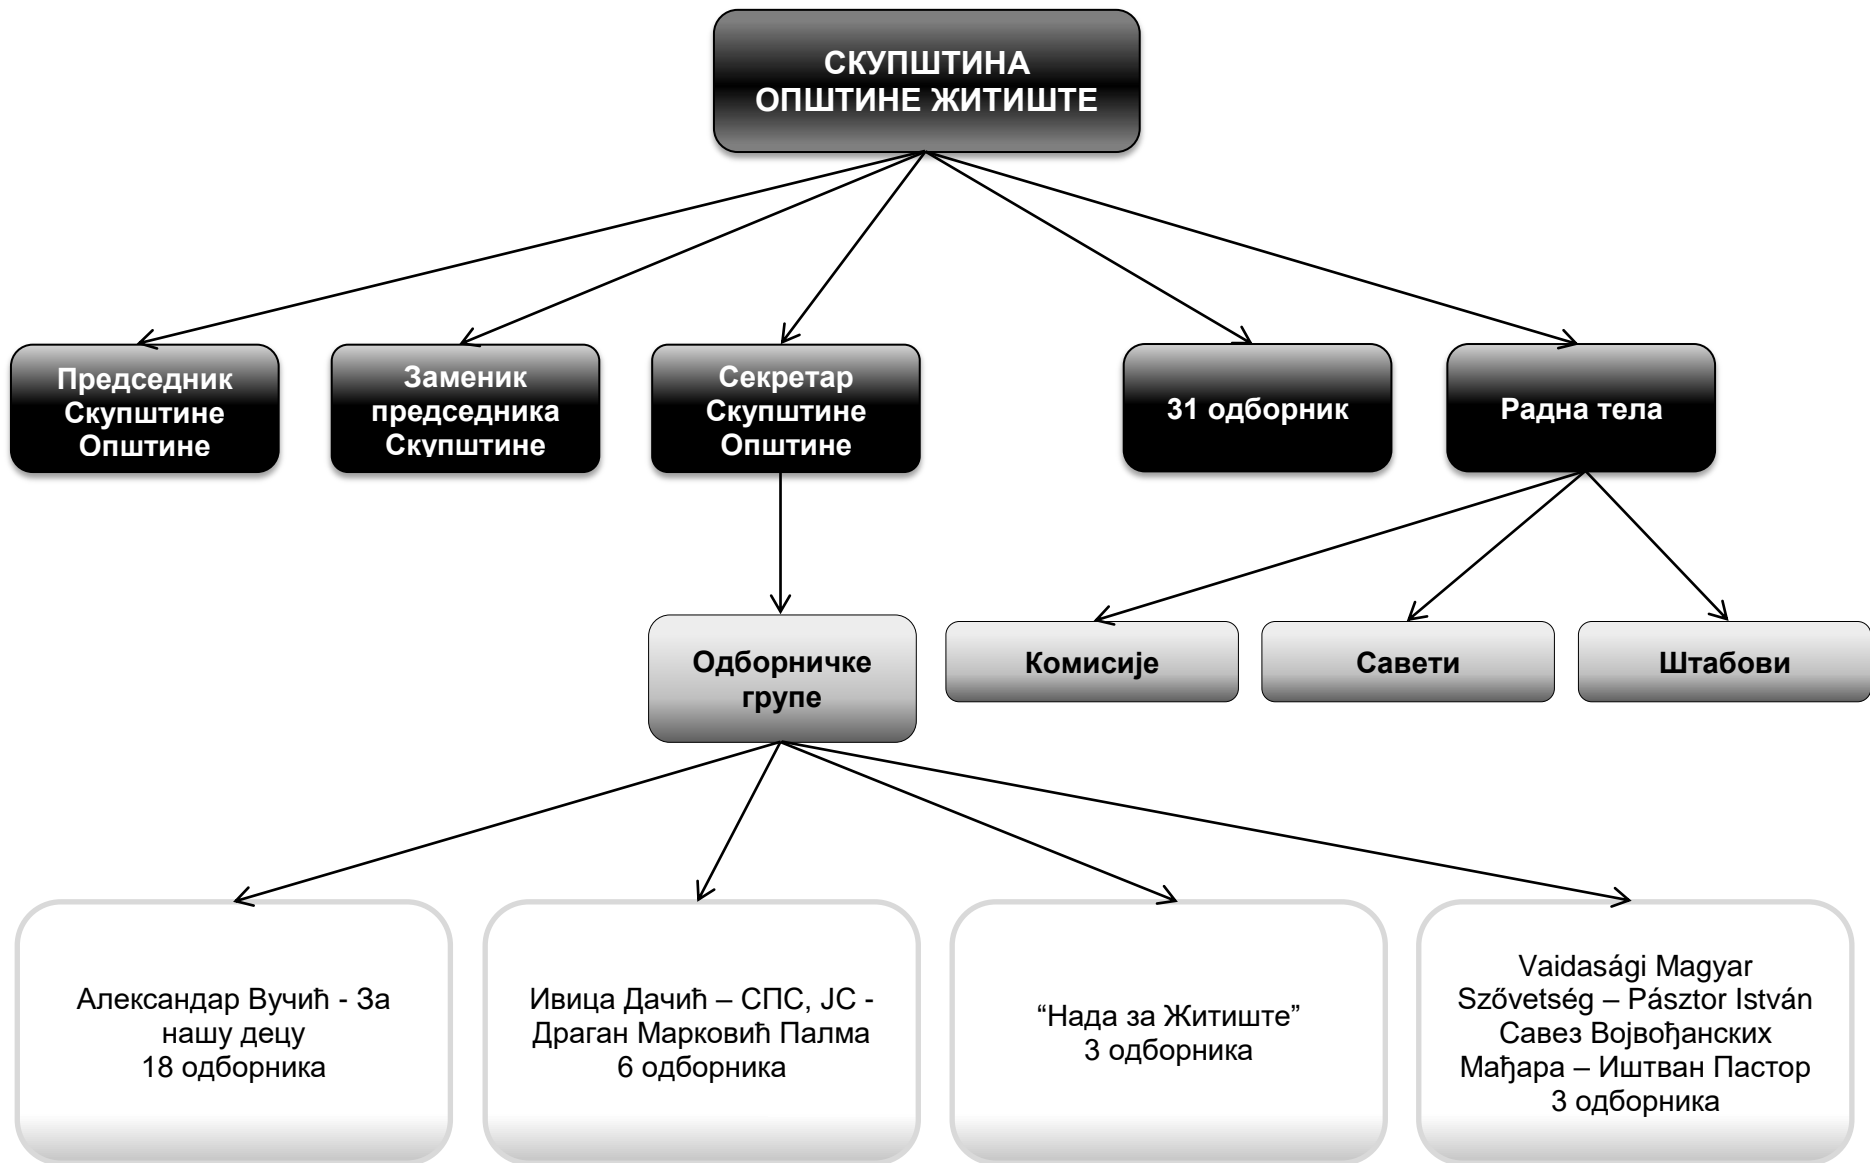 СКУПШТИНА
ОПШТИНЕ ЖИТИШТЕ
Председник
Скупштине
Општине
Заменик
председника
Скупштине
Секретар
Скупштине
Општине
31 одборник
Радна тела
Одборничке
групе
Комисије
Савети
Штабови
Александар Вучић - За
нашу децу
18 одборника
Ивица Дачић – СПС, ЈС -
Драган Марковић Палма
6 одборника
“Нада за Житиште”
3 одборника
Vaidasági Magyar
Szővetség – Pásztor István
Савез Војвођанских
Мађара – Иштван Пастор
3 одборника